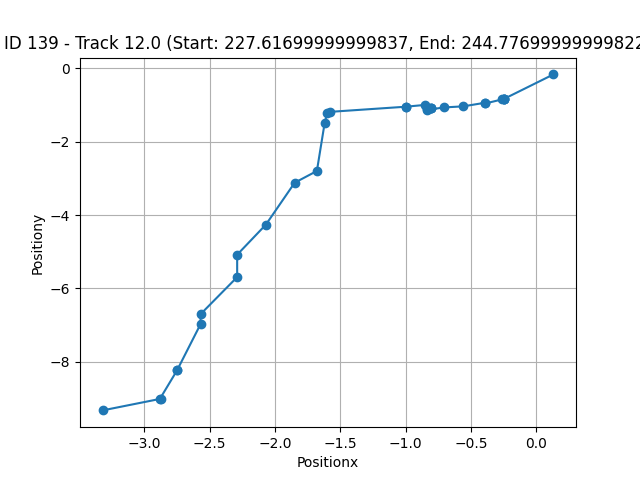 ID 139 - Track 12.0 (Start: 227.61699999999837, End: 244.77699999999822
0
−2
−4
−6
−8
Positiony
−3.0 −2.5 −2.0 −1.5 −1.0 −0.5 0.0
Positionx